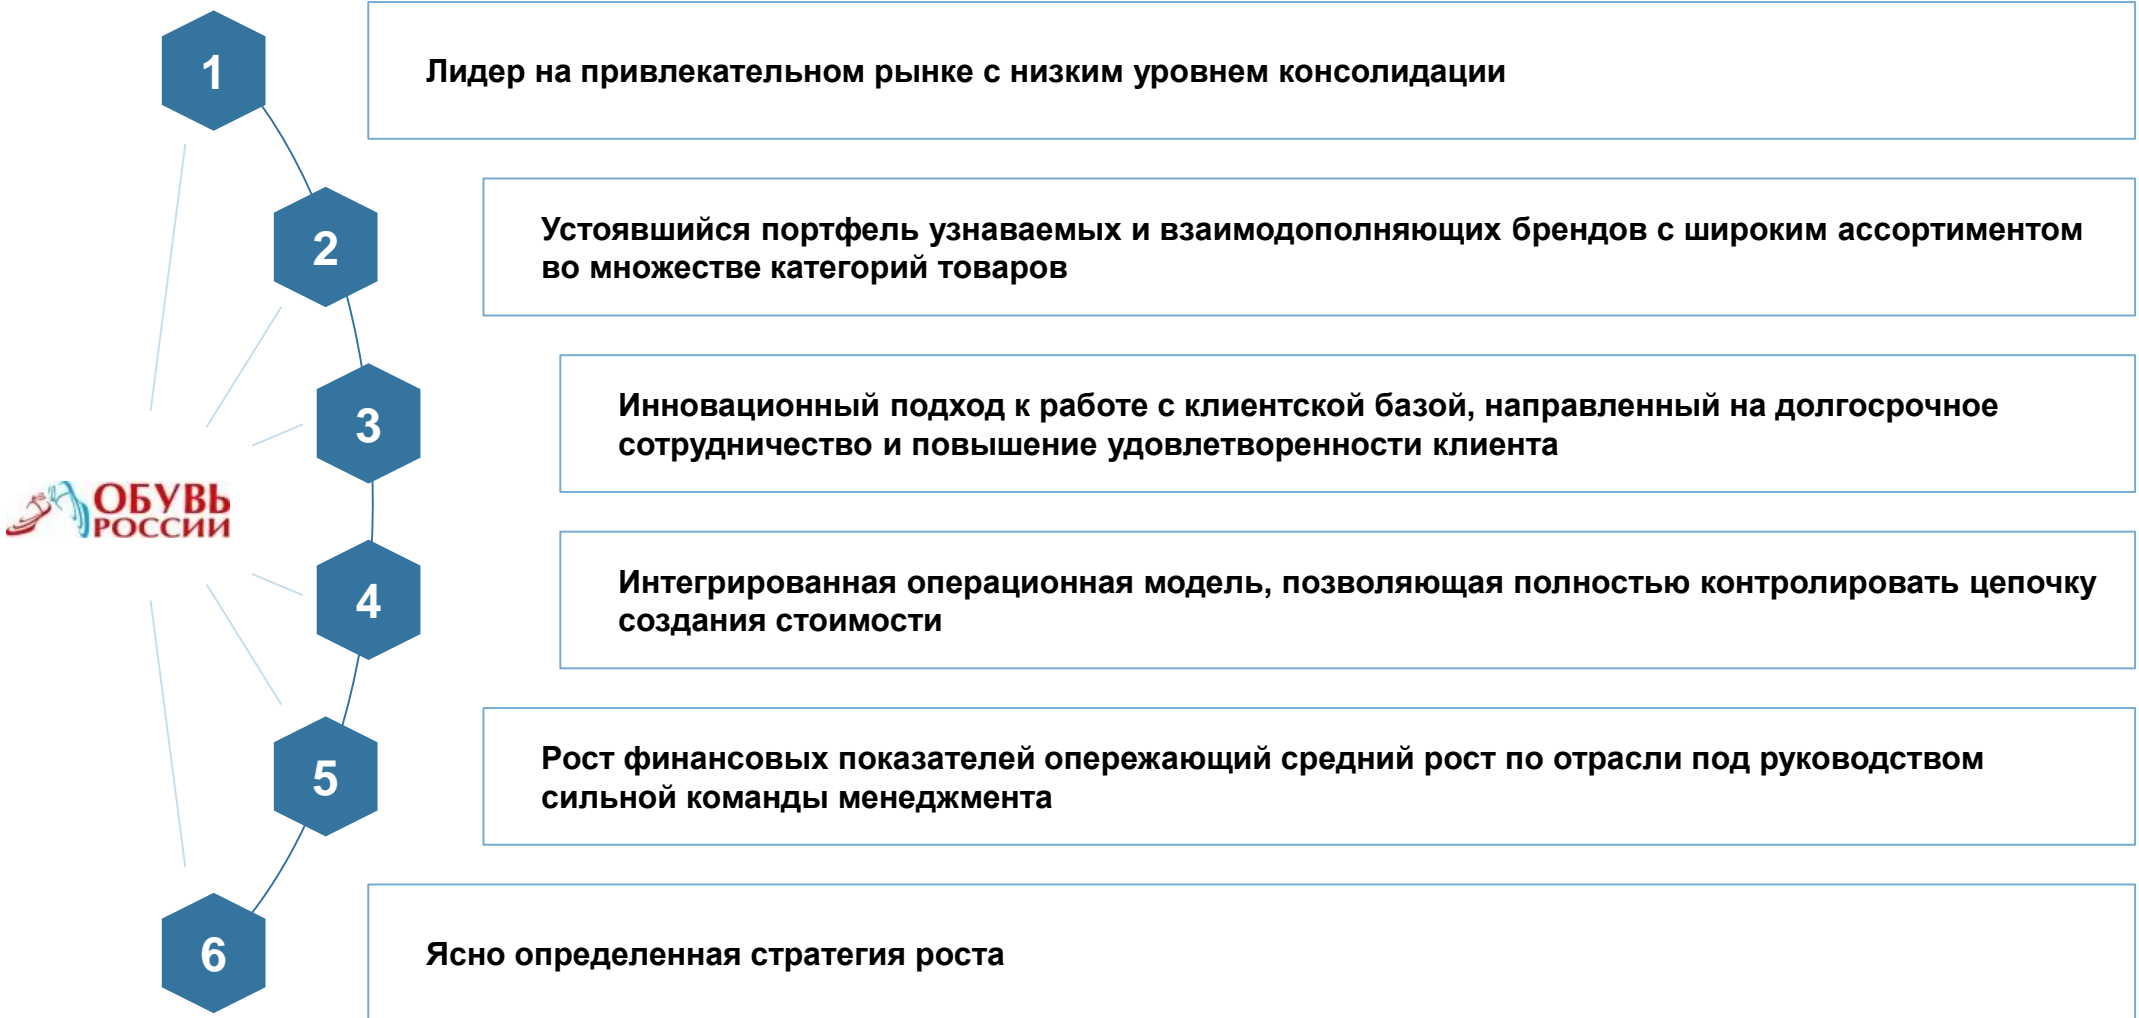 1
Лидер на привлекательном рынке с низким уровнем консолидации
2
Устоявшийся портфель узнаваемых и взаимодополняющих брендов с широким ассортиментом
во множестве категорий товаров
3
Инновационный подход к работе с клиентской базой, направленный на долгосрочное
сотрудничество и повышение удовлетворенности клиента
ОБУВЬ
РОССИИ
4
Интегрированная операционная модель, позволяющая полностью контролировать цепочку
создания стоимости
5
Рост финансовых показателей опережающий средний рост по отрасли под руководством
сильной команды менеджмента
6
Ясно определенная стратегия роста